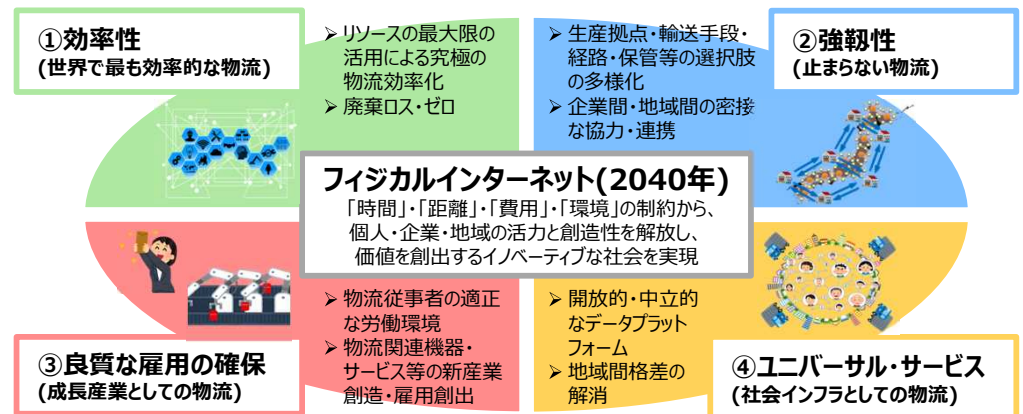 ①効率性
(世界で最も効率的な物流)
➢リソースの最大限の
活用による究極の
物流効率化
➢廃棄ロス・ゼロ
➢生産拠点・輸送手段・
経路・保管等の選択肢
の多様化
➢企業間・地域間の密接
な協力・連携
②強靱性
(止まらない物流)
フィジカルインターネット(2040年)
「時間」・「距離」・「費用」・「環境」の制約から、
個人・企業・地域の活力と創造性を解放し、
価値を創出するイノベーティブな社会を実現
③良質な雇用の確保
(成長産業としての物流)
➢物流従事者の適正
な労働環境
➢物流関連機器・
サービス等の新産業
創造・雇用創出
➢開放的・中立的
なデータプラット
フォーム
➢地域間格差の
解消
④ユニバーサル・サービス
(社会インフラとしての物流)